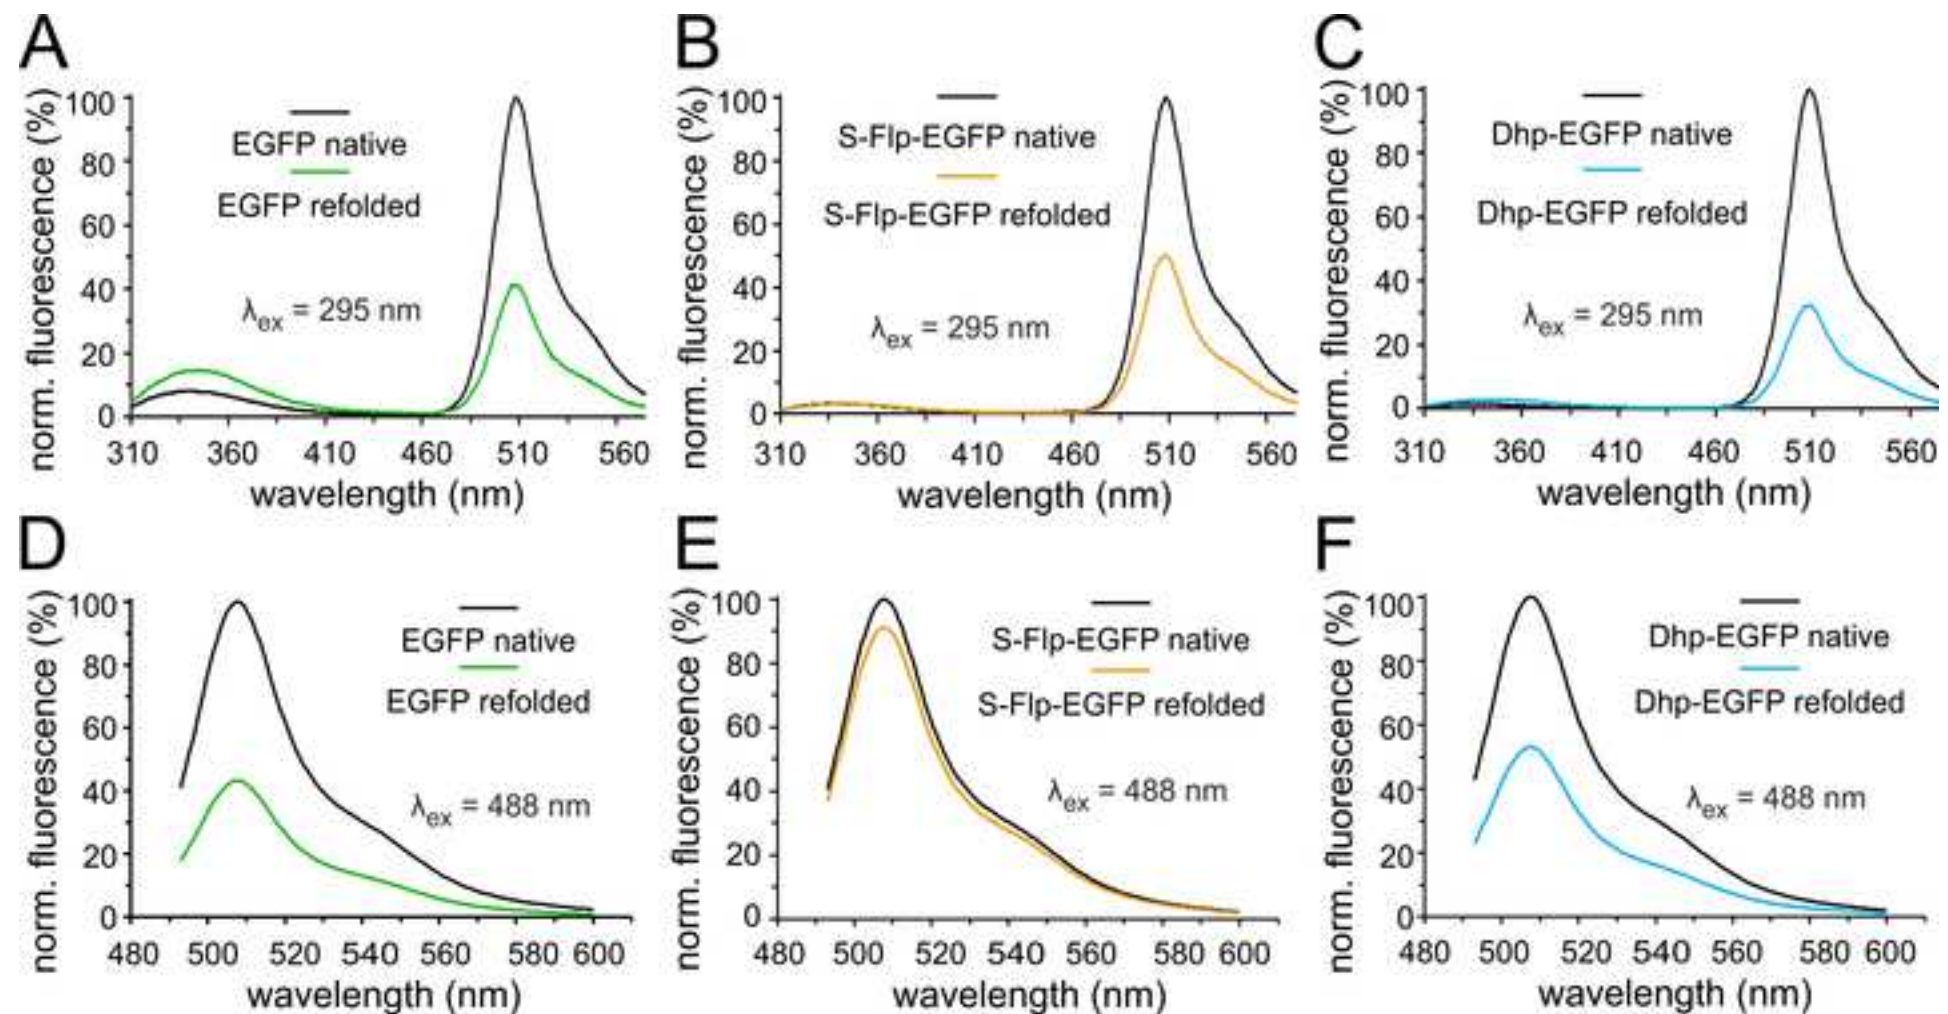 A
norm. fluorescence (%)
100
80
60
40
20
0
EGFP native
EGFP refolded
λex = 295 nm
310 360 410 460 510 560
wavelength (nm)
B
norm. fluorescence (%)
100
80
60
40
20
0
S-Flp-EGFP native
S-Flp-EGFP refolded
λex = 295 nm
310 360 410 460 510 560
wavelength (nm)
C
norm. fluorescence (%)
100
80
60
40
20
0
Dhp-EGFP native
Dhp-EGFP refolded
λex = 295 nm
310 360 410 460 510 560
wavelength (nm)
D
norm. fluorescence (%)
100
80
60
40
20
0
EGFP native
EGFP refolded
λex = 488 nm
480 500 520 540 560 580 600
wavelength (nm)
E
norm. fluorescence (%)
100
80
60
40
20
0
S-Flp-EGFP native
S-Flp-EGFP refolded
λex = 488 nm
480 500 520 540 560 580 600
wavelength (nm)
F
norm. fluorescence (%)
100
80
60
40
20
0
Dhp-EGFP native
Dhp-EGFP refolded
λex = 488 nm
480 500 520 540 560 580 600
wavelength (nm)